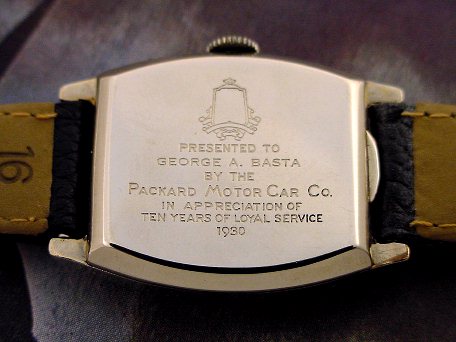 PRESENTED TO
GEORGE A. BASTA
BY THE
PACKARD MOTOR CAR CO.
IN APPRECIATION OF
TEN YEARS OF LOYAL SERVICE
1930
16